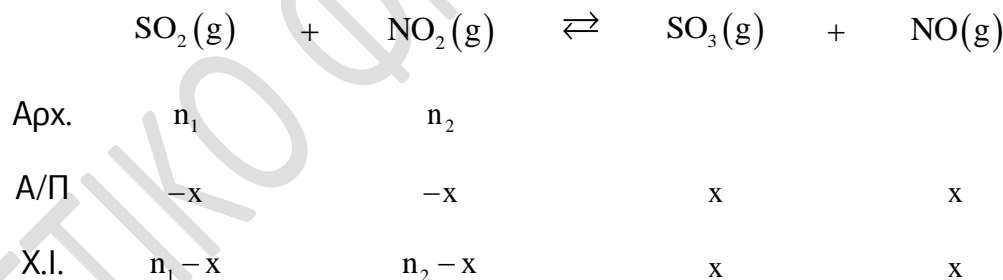 SO₂(g) + NO₂(g) ⇄ SO₃(g) + NO(g)
Αρχ. n₁ n₂
Α/Π −x −x x x
Χ.Ι. n₁ − x n₂ − x x x